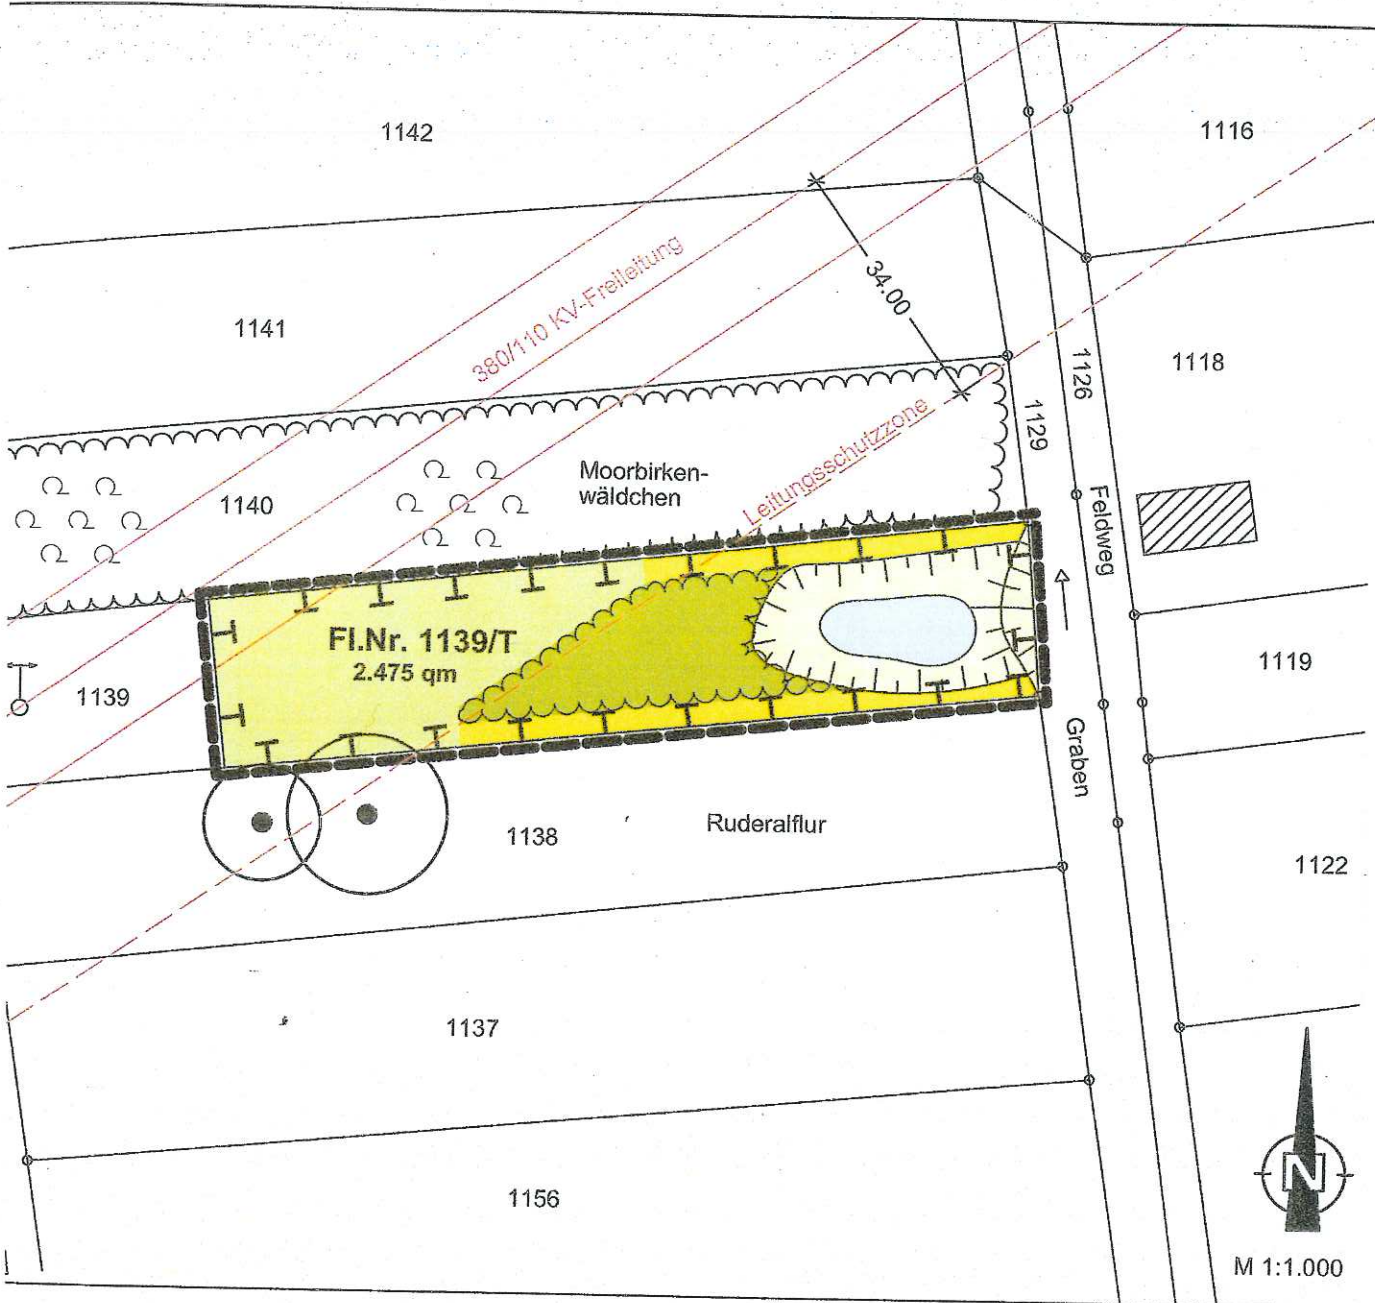 1142
1116
34.00
380/110 KV-Freileitung
1141
1126
1118
1129
Leitungsschutzzone
Moorbirken-
wäldchen
1140
Feldweg
Fl.Nr. 1139/T
2.475 qm
1139
1119
Graben
1138
Ruderalflur
1122
1137
1156
N
M 1:1.000